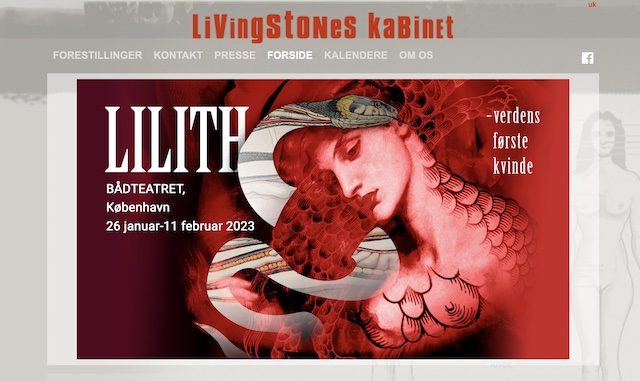 uk
LiVingSTONes KaBiNET
FORESTILLINGER KONTAKT PRESSE FORSIDE KALENDERE OM OS
LILITH
BÅDTEATRET,
København
26 januar-11 februar 2023
–verdens
første
kvinde